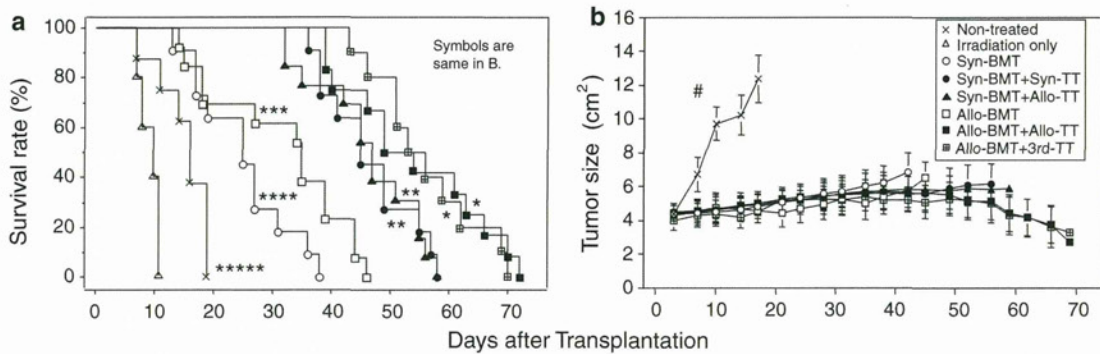 a
Survival rate (%)
100
80
60
40
20
0
Symbols are
same in B.
***
****
*****
**
**
*
*
0 10 20 30 40 50 60 70
b
Tumor size (cm2)
16
14
12
10
8
6
4
2
0
#
Non-treated
Irradiation only
Syn-BMT
Syn-BMT+Syn-TT
Syn-BMT+Allo-TT
Allo-BMT
Allo-BMT+Allo-TT
Allo-BMT+3rd-TT
0 10 20 30 40 50 60 70
Days after Transplantation